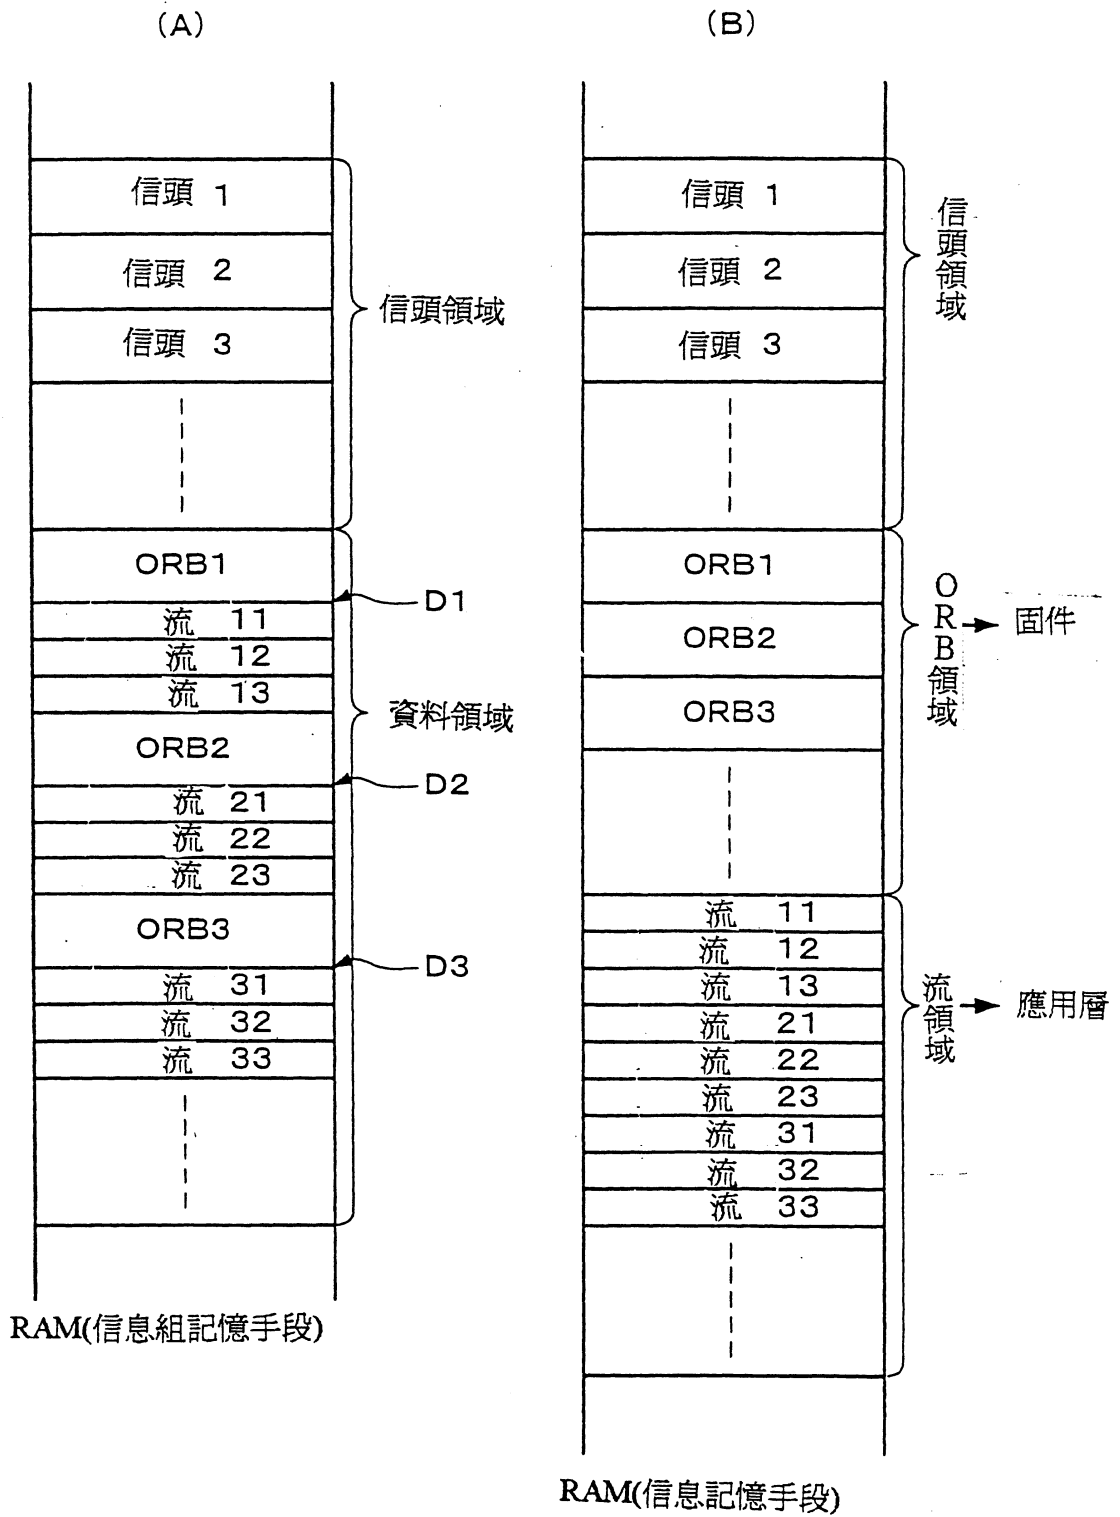 (A)
信頭 1
信頭 2
信頭 3
信頭領域
ORB1
D1
流 11
流 12
流 13
資料領域
ORB2
D2
流 21
流 22
流 23
ORB3
D3
流 31
流 32
流 33
RAM(信息組記憶手段)
(B)
信頭 1
信頭 2
信頭 3
信頭領域
ORB1
ORB2
ORB3
ORB領域
固件
流 11
流 12
流 13
流 21
流 22
流 23
流 31
流 32
流 33
流領域
應用層
RAM(信息記憶手段)